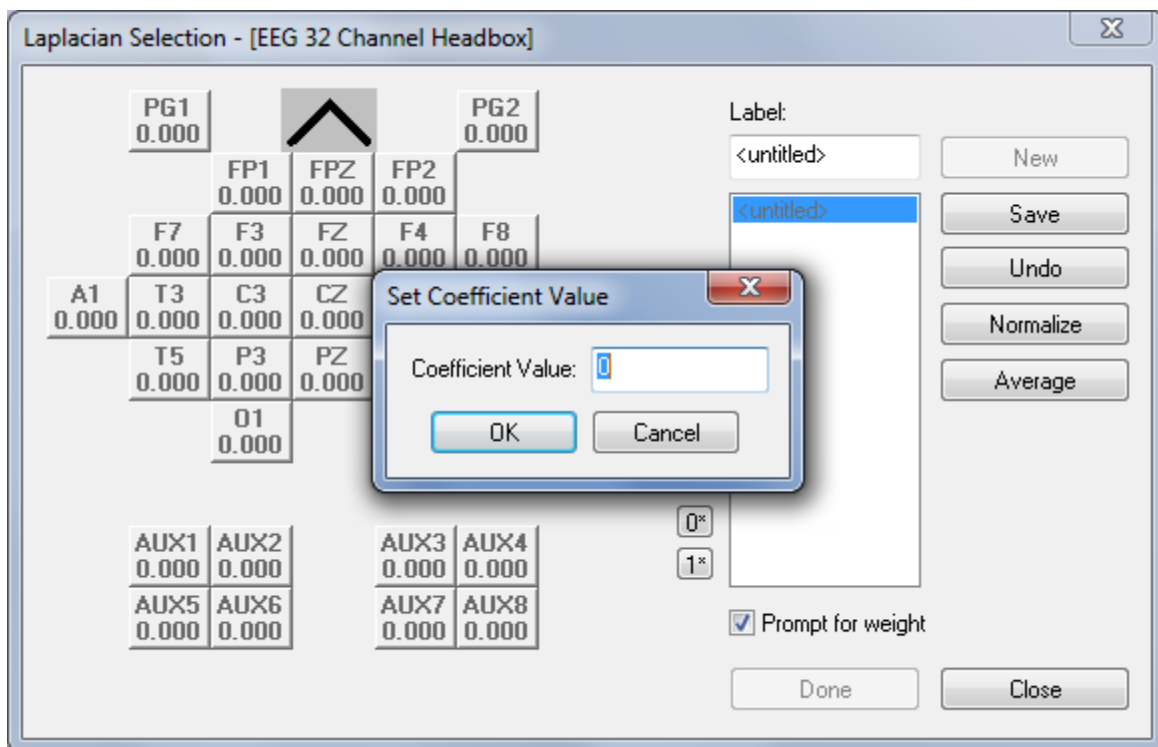 Laplacian Selection - [EEG 32 Channel Headbox]
PG1 PG2
0.000 0.000
FP1 FPZ FP2
0.000 0.000 0.000
F7 F3 FZ F4 F8
0.000 0.000 0.000 0.000 0.000
A1 T3 C3 CZ
0.000 0.000 0.000 0.000
T5 P3 PZ
0.000 0.000 0.000
O1
0.000
AUX1 AUX2 AUX3 AUX4
0.000 0.000 0.000 0.000
AUX5 AUX6 AUX7 AUX8
0.000 0.000 0.000 0.000
Set Coefficient Value
Coefficient Value: 0
OK Cancel
0*
1*
Label:
<untitled>
<untitled>
Prompt for weight
New
Save
Undo
Normalize
Average
Done Close